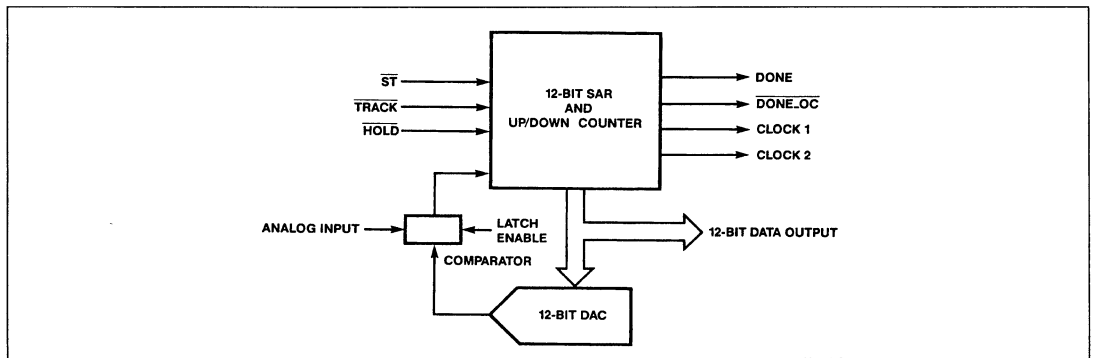 ST
TRACK
HOLD
12-BIT SAR
AND
UP/DOWN COUNTER
DONE
DONE_OC
CLOCK 1
CLOCK 2
ANALOG INPUT
LATCH
ENABLE
COMPARATOR
12-BIT DATA OUTPUT
12-BIT DAC